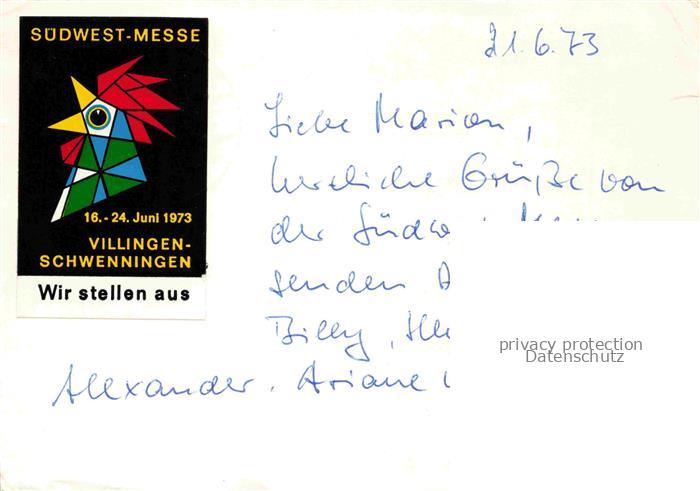 SÜDWEST-MESSE
16.-24. Juni 1973
VILLINGEN-
SCHWENNINGEN
Wir stellen aus
21.6.73
Liebe Marion,
herzliche Grüße von
der
senden
Billy,
Alexander, Ariane
privacy protection
Datenschutz